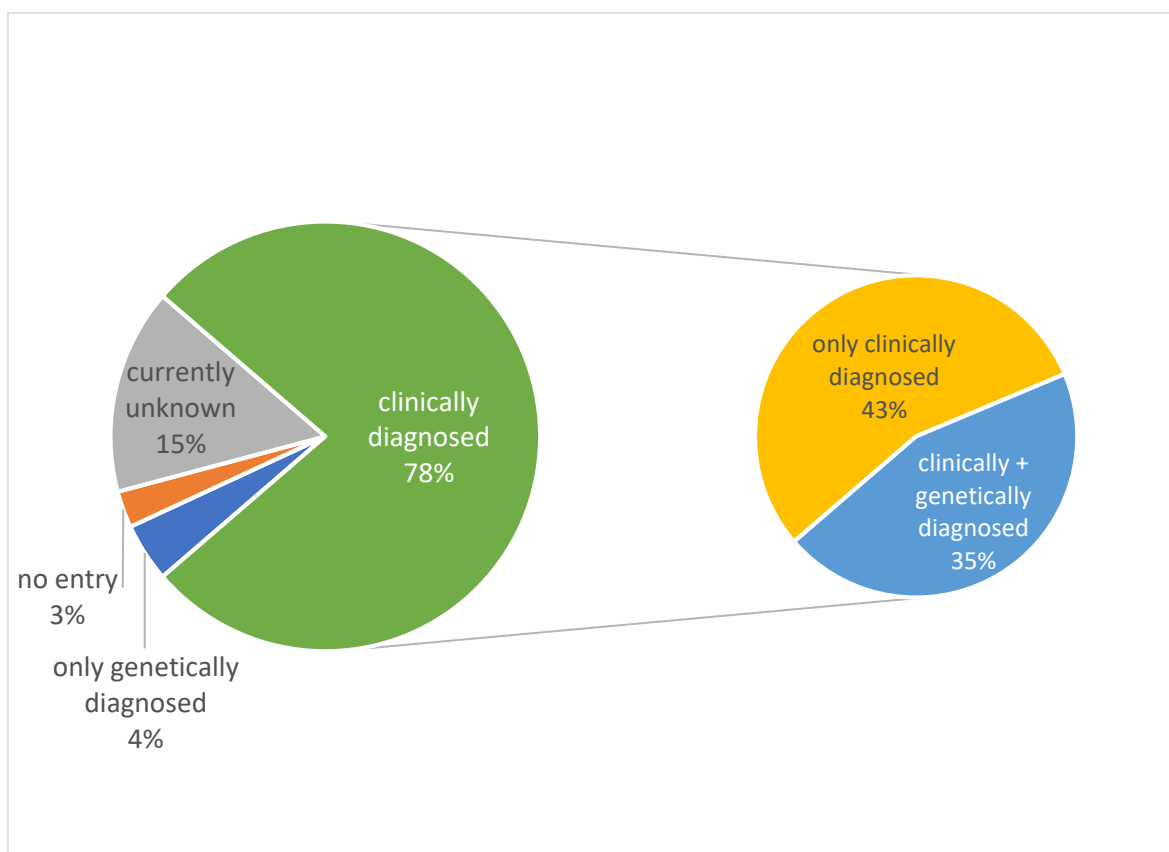 currently
unknown
15%
clinically
diagnosed
78%
no entry
3%
only genetically
diagnosed
4%
only clinically
diagnosed
43%
clinically +
genetically
diagnosed
35%